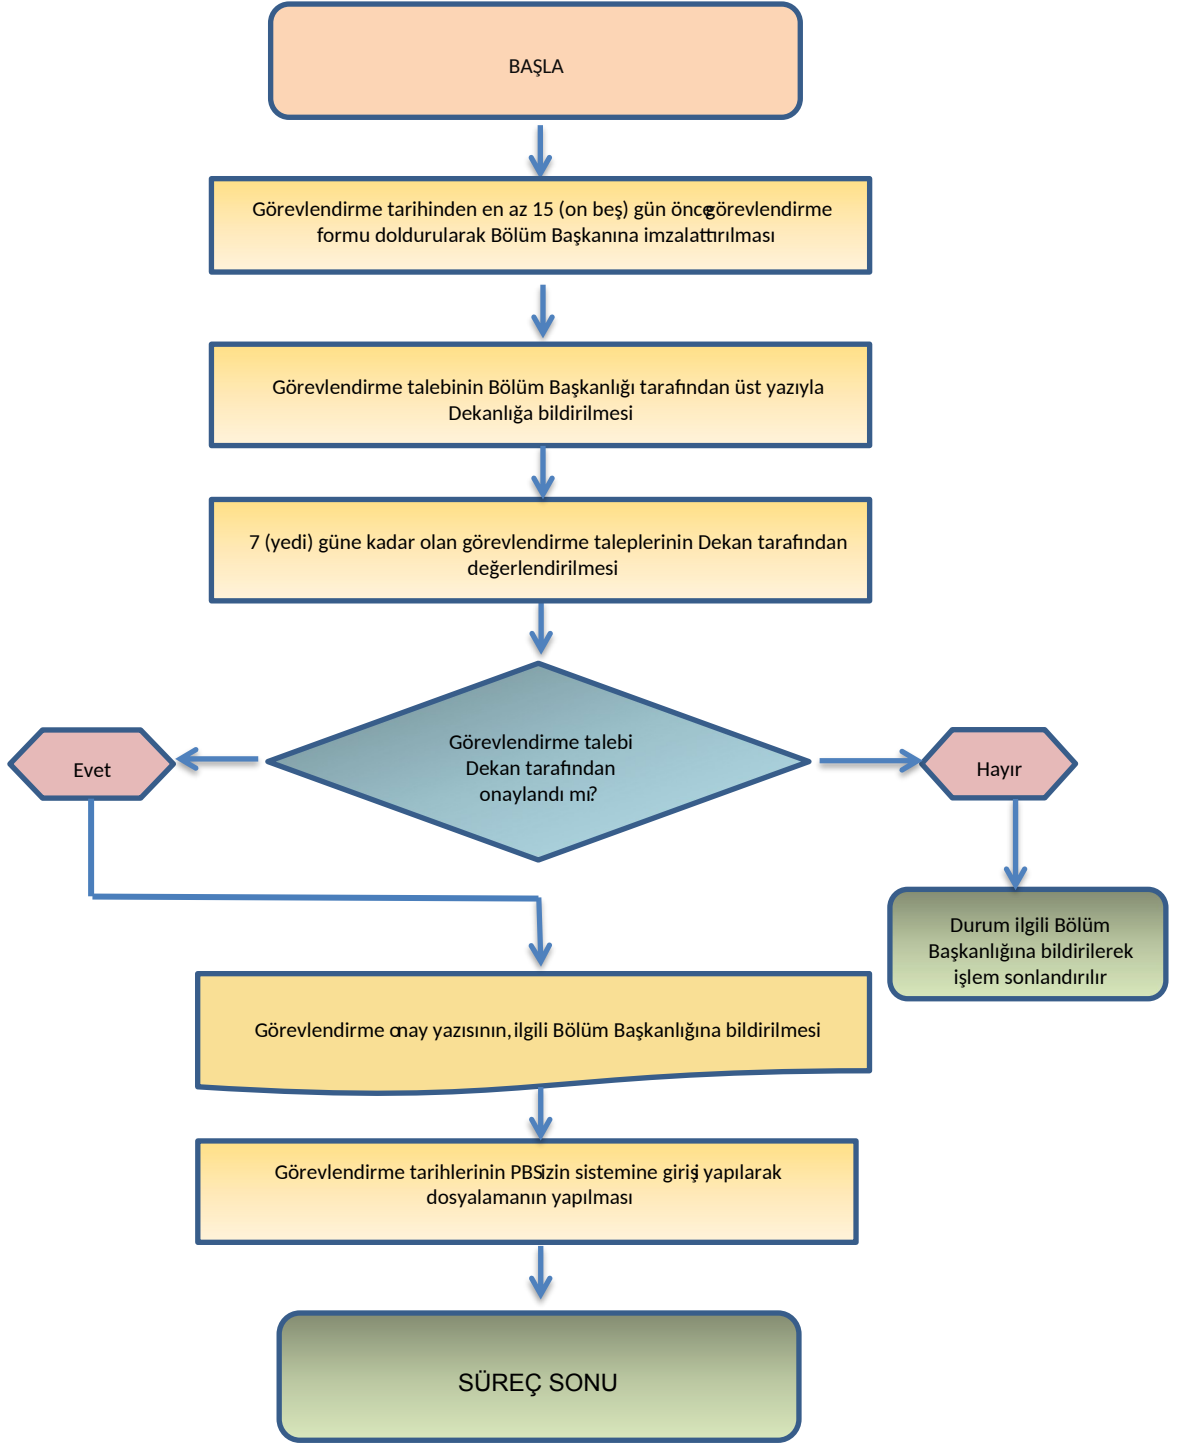 BAŞLA
Görevlendirme tarihinden en az 15 (on beş) gün önce görevlendirme
formu doldurularak Bölüm Başkanına imzalattırılması
Görevlendirme talebinin Bölüm Başkanlığı tarafından üst yazıyla
Dekanlığa bildirilmesi
7 (yedi) güne kadar olan görevlendirme taleplerinin Dekan tarafından
değerlendirilmesi
Görevlendirme talebi
Dekan tarafından
onaylandı mı?
Evet
Hayır
Durum ilgili Bölüm
Başkanlığına bildirilerek
işlem sonlandırılır
Görevlendirme onay yazısının, ilgili Bölüm Başkanlığına bildirilmesi
Görevlendirme tarihlerinin PBS izin sistemine girişi yapılarak
dosyalamanın yapılması
SÜREÇ SONU